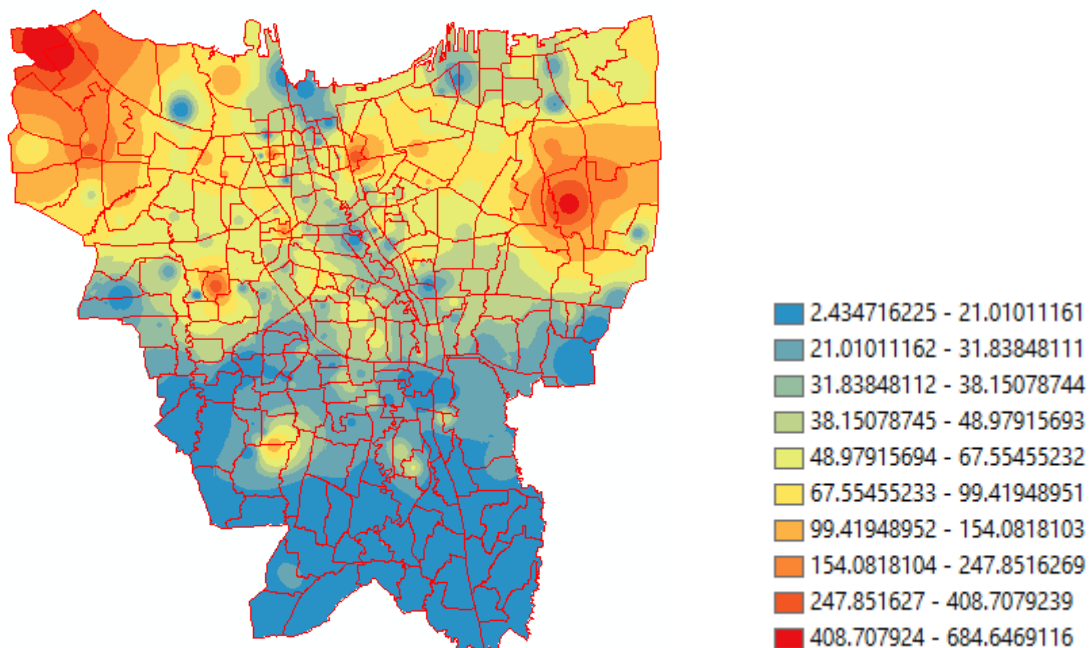 2.434716225 - 21.01011161
21.01011162 - 31.83848111
31.83848112 - 38.15078744
38.15078745 - 48.97915693
48.97915694 - 67.55455232
67.55455233 - 99.41948951
99.41948952 - 154.0818103
154.0818104 - 247.8516269
247.851627 - 408.7079239
408.707924 - 684.6469116